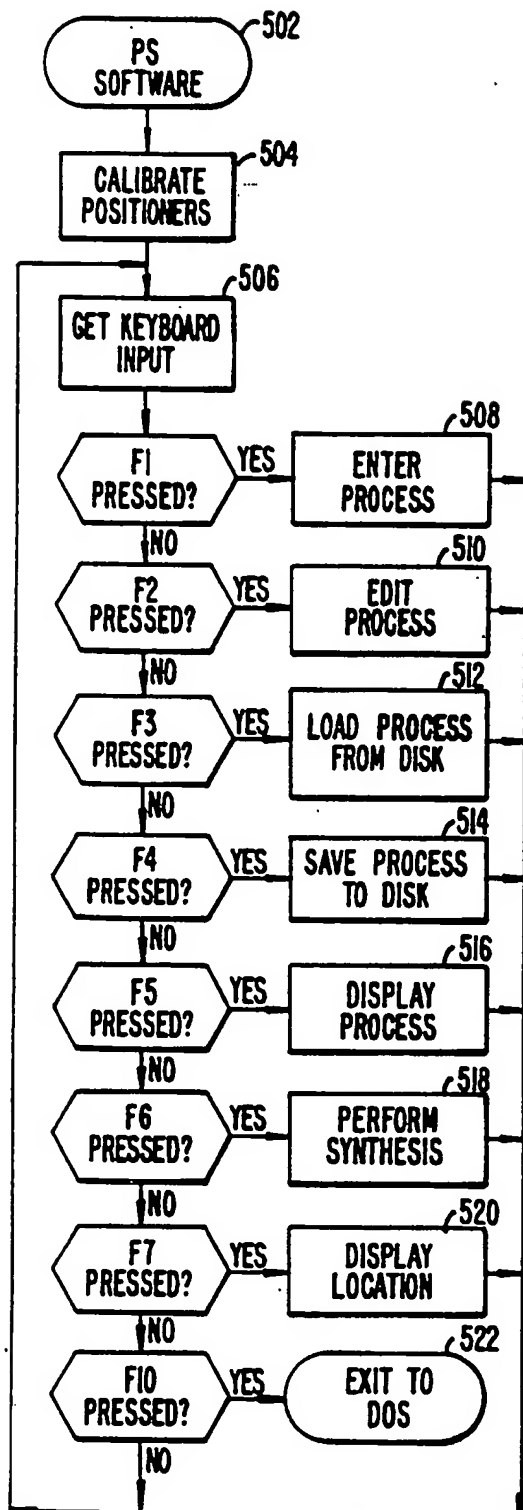 502
PS
SOFTWARE
504
CALIBRATE
POSITIONERS
506
GET KEYBOARD
INPUT
508
F1
PRESSED?
YES
ENTER
PROCESS
NO
510
F2
PRESSED?
YES
EDIT
PROCESS
NO
512
F3
PRESSED?
YES
LOAD PROCESS
FROM DISK
NO
514
F4
PRESSED?
YES
SAVE PROCESS
TO DISK
NO
516
F5
PRESSED?
YES
DISPLAY
PROCESS
NO
518
F6
PRESSED?
YES
PERFORM
SYNTHESIS
NO
520
F7
PRESSED?
YES
DISPLAY
LOCATION
NO
522
F10
PRESSED?
YES
EXIT TO
DOS
NO